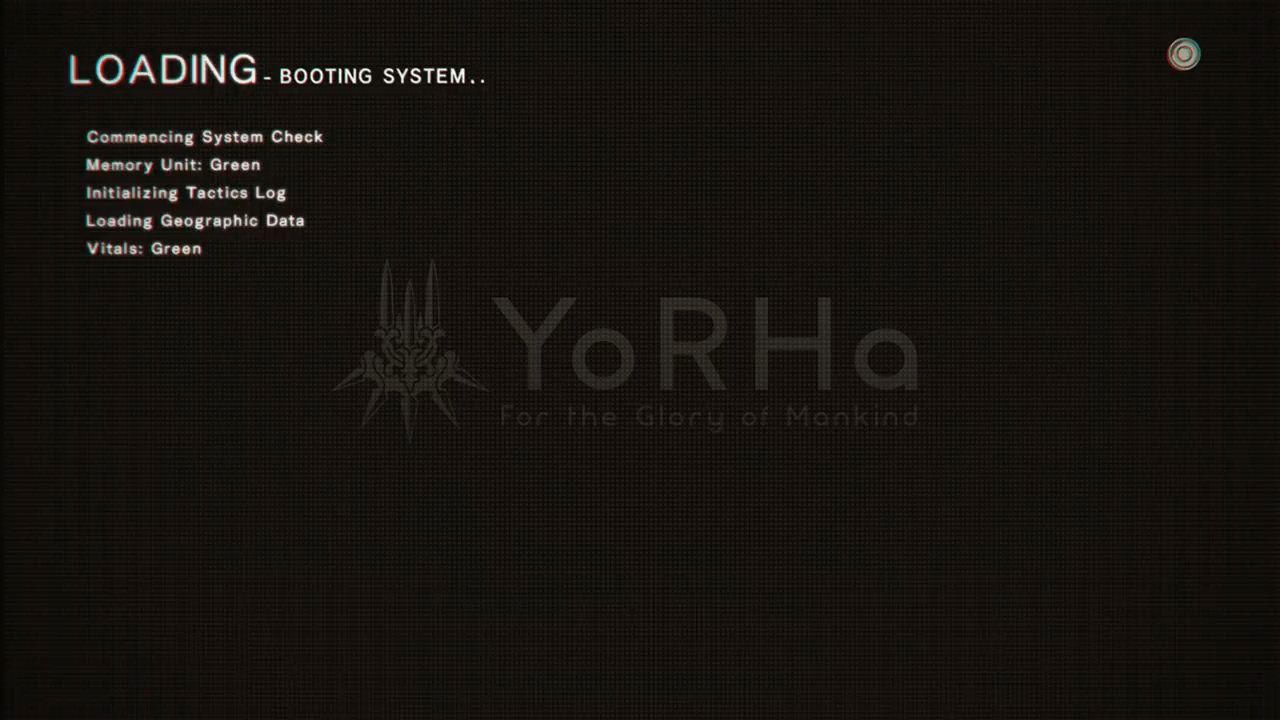 LOADING - BOOTING SYSTEM..
Commencing System Check
Memory Unit: Green
Initializing Tactics Log
Loading Geographic Data
Vitals: Green
YoRHa
For the Glory of Mankind